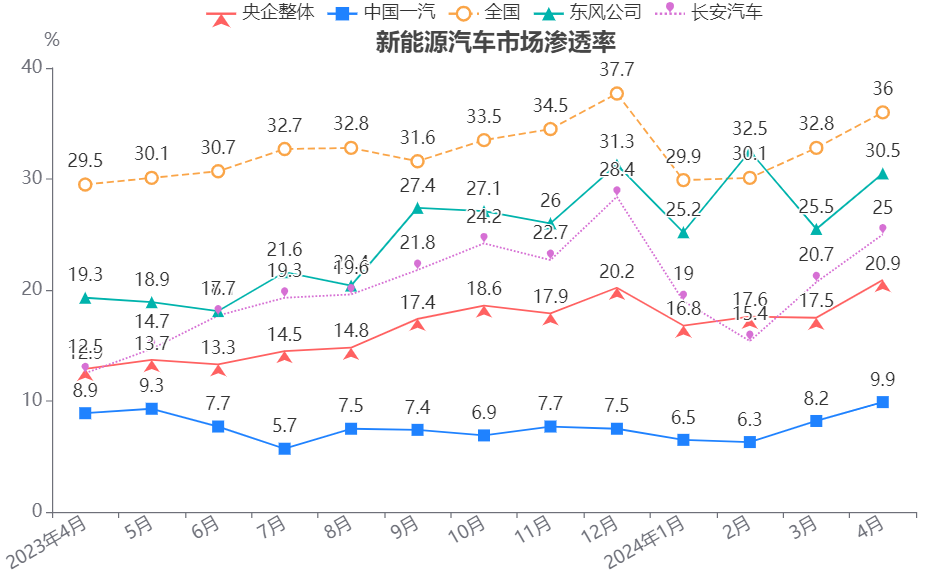 央企整体 中国一汽 全国 东风公司 长安汽车
新能源汽车市场渗透率
%
40
30
20
10
0
29.5 30.1 30.7 32.7 32.8 31.6 33.5 34.5 37.7 29.9 30.1 32.8 36
19.3 18.9 21.6 27.4 27.1 26 31.3 25.2 32.5 25.5 30.5
12.5 14.7 17.7 19.3 19.6 21.8 24.2 22.7 28.4 19 15.4 20.7 25
12.9 13.7 13.3 14.5 14.8 17.4 18.6 17.9 20.2 16.8 17.6 17.5 20.9
8.9 9.3 7.7 5.7 7.5 7.4 6.9 7.7 7.5 6.5 6.3 8.2 9.9
2023年4月 5月 6月 7月 8月 9月 10月 11月 12月 2024年1月 2月 3月 4月